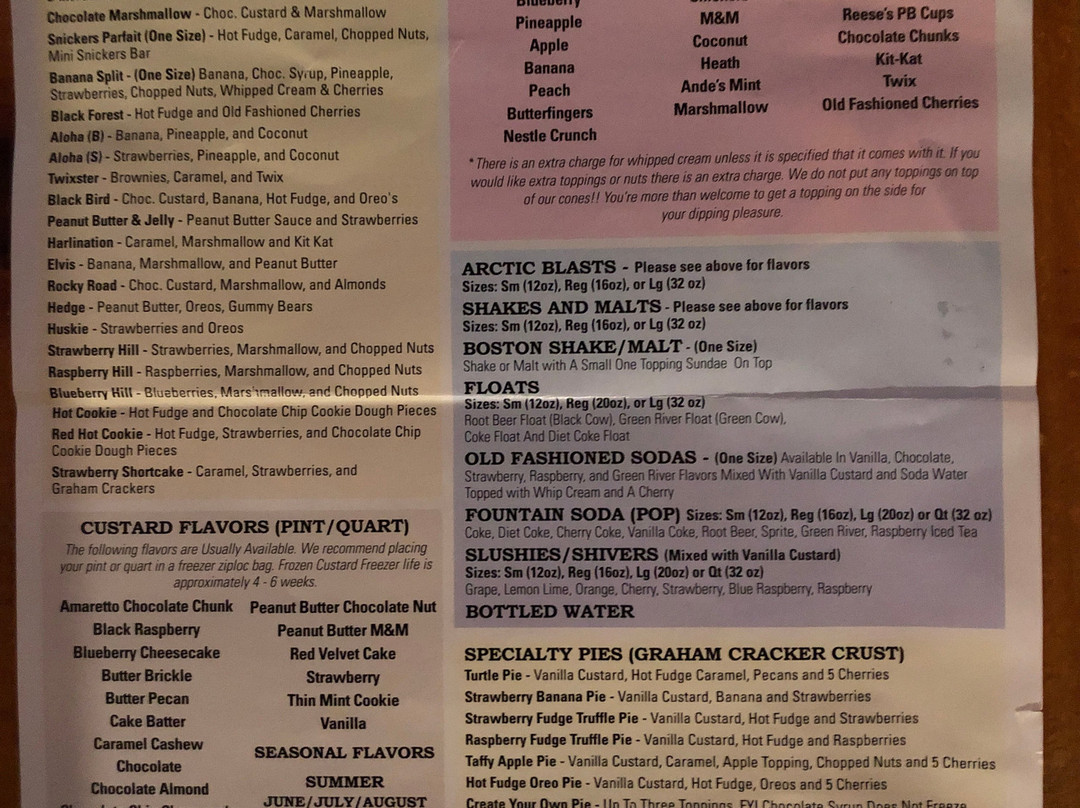 Chocolate Marshmallow - Choc. Custard & Marshmallow
Snickers Parfait (One Size) - Hot Fudge, Caramel, Chopped Nuts,
Mini Snickers Bar
Banana Split - (One Size) Banana, Choc. Syrup, Pineapple,
Strawberries, Chopped Nuts, Whipped Cream & Cherries
Black Forest - Hot Fudge and Old Fashioned Cherries
Aloha (B) - Banana, Pineapple, and Coconut
Aloha (S) - Strawberries, Pineapple, and Coconut
Twixster - Brownies, Caramel, and Twix
Black Bird - Choc. Custard, Banana, Hot Fudge, and Oreo's
Peanut Butter & Jelly - Peanut Butter Sauce and Strawberries
Harlination - Caramel, Marshmallow and Kit Kat
Elvis - Banana, Marshmallow, and Peanut Butter
Rocky Road - Choc. Custard, Marshmallow, and Almonds
Hedge - Peanut Butter, Oreos, Gummy Bears
Huskie - Strawberries and Oreos
Strawberry Hill - Strawberries, Marshmallow, and Chopped Nuts
Raspberry Hill - Raspberries, Marshmallow, and Chopped Nuts
Blueberry Hill - Blueberries, Marshmallow, and Chopped Nuts
Hot Cookie - Hot Fudge and Chocolate Chip Cookie Dough Pieces
Red Hot Cookie - Hot Fudge, Strawberries, and Chocolate Chip
Cookie Dough Pieces
Strawberry Shortcake - Caramel, Strawberries, and
Graham Crackers
CUSTARD FLAVORS (PINT/QUART)
The following flavors are Usually Available. We recommend placing
your pint or quart in a freezer ziploc bag. Frozen Custard Freezer life is
approximately 4 - 6 weeks.
Amaretto Chocolate Chunk
Black Raspberry
Blueberry Cheesecake
Butter Brickle
Butter Pecan
Cake Batter
Caramel Cashew
Chocolate
Chocolate Almond
Peanut Butter Chocolate Nut
Peanut Butter M&M
Red Velvet Cake
Strawberry
Thin Mint Cookie
Vanilla
SEASONAL FLAVORS
SUMMER
JUNE/JULY/AUGUST
Blueberry
Pineapple
Apple
Banana
Peach
Butterfingers
Nestle Crunch
M&M
Coconut
Heath
Ande's Mint
Marshmallow
Reese's PB Cups
Chocolate Chunks
Kit-Kat
Twix
Old Fashioned Cherries
* There is an extra charge for whipped cream unless it is specified that it comes with it. If you
would like extra toppings or nuts there is an extra charge. We do not put any toppings on top
of our cones!! You're more than welcome to get a topping on the side for
your dipping pleasure.
ARCTIC BLASTS - Please see above for flavors
Sizes: Sm (12oz), Reg (16oz), or Lg (32 oz)
SHAKES AND MALTS - Please see above for flavors
Sizes: Sm (12oz), Reg (16oz), or Lg (32 oz)
BOSTON SHAKE/MALT - (One Size)
Shake or Malt with A Small One Topping Sundae On Top
FLOATS
Sizes: Sm (12oz), Reg (20oz), or Lg (32 oz)
Root Beer Float (Black Cow), Green River Float (Green Cow),
Coke Float And Diet Coke Float
OLD FASHIONED SODAS - (One Size) Available In Vanilla, Chocolate,
Strawberry, Raspberry, and Green River Flavors Mixed With Vanilla Custard and Soda Water
Topped with Whip Cream and A Cherry
FOUNTAIN SODA (POP) Sizes: Sm (12oz), Reg (16oz), Lg (20oz) or Qt (32 oz)
Coke, Diet Coke, Cherry Coke, Vanilla Coke, Root Beer, Sprite, Green River, Raspberry Iced Tea
SLUSHIES/SHIVERS (Mixed with Vanilla Custard)
Sizes: Sm (12oz), Reg (16oz), Lg (20oz) or Qt (32 oz)
Grape, Lemon Lime, Orange, Cherry, Strawberry, Blue Raspberry, Raspberry
BOTTLED WATER
SPECIALTY PIES (GRAHAM CRACKER CRUST)
Turtle Pie - Vanilla Custard, Hot Fudge Caramel, Pecans and 5 Cherries
Strawberry Banana Pie - Vanilla Custard, Banana and Strawberries
Strawberry Fudge Truffle Pie - Vanilla Custard, Hot Fudge and Strawberries
Raspberry Fudge Truffle Pie - Vanilla Custard, Hot Fudge and Raspberries
Taffy Apple Pie - Vanilla Custard, Caramel, Apple Topping, Chopped Nuts and 5 Cherries
Hot Fudge Oreo Pie - Vanilla Custard, Hot Fudge, Oreos and 5 Cherries
Create Your Own Pie - Up To Three Toppings. FYI Chocolate Syrup Does Not Freeze